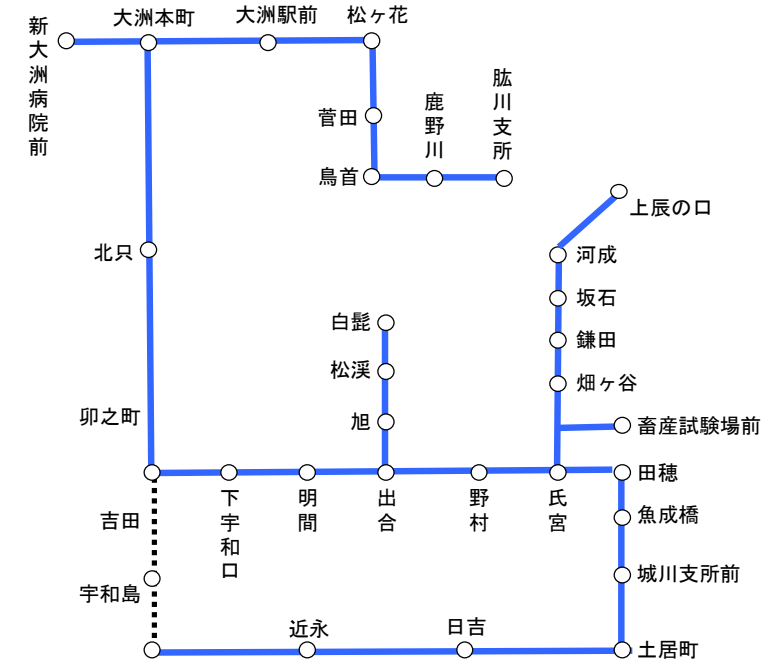 新大洲病院前
大洲本町
大洲駅前
松ヶ花
菅田
鹿野川
肱川支所
鳥首
上辰の口
北只
河成
坂石
白髭
鎌田
松渓
畑ヶ谷
卯之町
旭
畜産試験場前
下宇和口
明間
出合
野村
氏宮
田穂
吉田
魚成橋
宇和島
城川支所前
近永
日吉
土居町